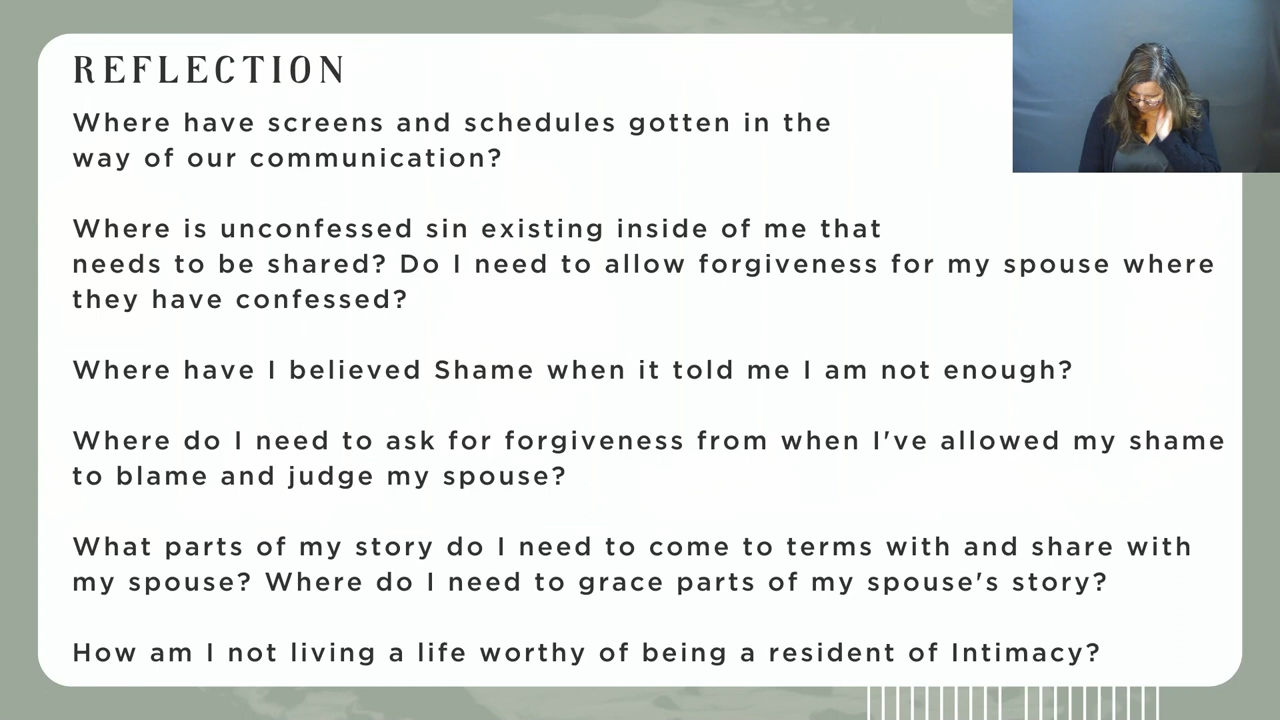 REFLECTION
Where have screens and schedules gotten in the
way of our communication?
Where is unconfessed sin existing inside of me that
needs to be shared? Do I need to allow forgiveness for my spouse where
they have confessed?
Where have I believed Shame when it told me I am not enough?
Where do I need to ask for forgiveness from when I've allowed my shame
to blame and judge my spouse?
What parts of my story do I need to come to terms with and share with
my spouse? Where do I need to grace parts of my spouse's story?
How am I not living a life worthy of being a resident of Intimacy?